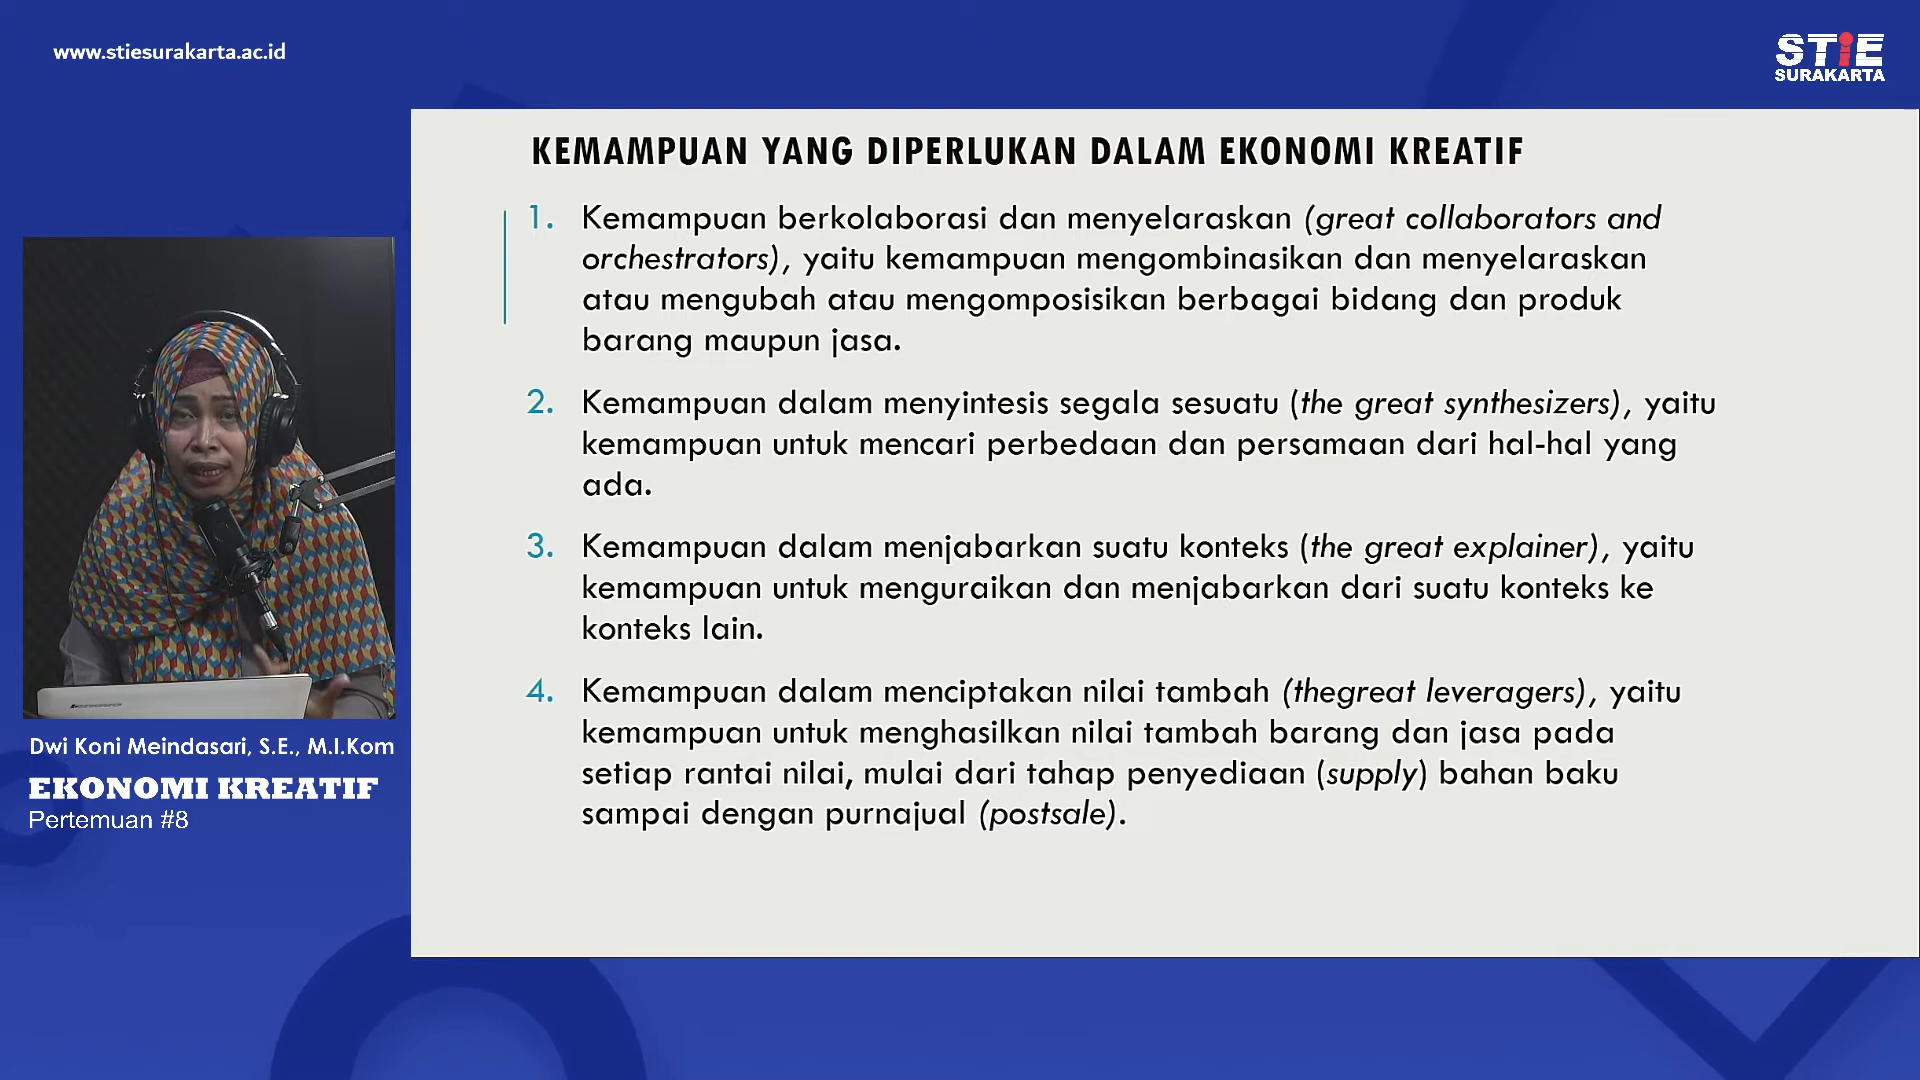 www.stiesurakarta.ac.id
STIE
SURAKARTA
KEMAMPUAN YANG DIPERLUKAN DALAM EKONOMI KREATIF
1. Kemampuan berkolaborasi dan menyelaraskan (great collaborators and
orchestrators), yaitu kemampuan mengombinasikan dan menyelaraskan
atau mengubah atau mengomposisikan berbagai bidang dan produk
barang maupun jasa.
2. Kemampuan dalam menyintesis segala sesuatu (the great synthesizers), yaitu
kemampuan untuk mencari perbedaan dan persamaan dari hal-hal yang
ada.
3. Kemampuan dalam menjabarkan suatu konteks (the great explainer), yaitu
kemampuan untuk menguraikan dan menjabarkan dari suatu konteks ke
konteks lain.
4. Kemampuan dalam menciptakan nilai tambah (thegreat leveragers), yaitu
kemampuan untuk menghasilkan nilai tambah barang dan jasa pada
setiap rantai nilai, mulai dari tahap penyediaan (supply) bahan baku
sampai dengan purnajual (postsale).
Dwi Koni Meindasari, S.E., M.I.Kom
EKONOMI KREATIF
Pertemuan #8